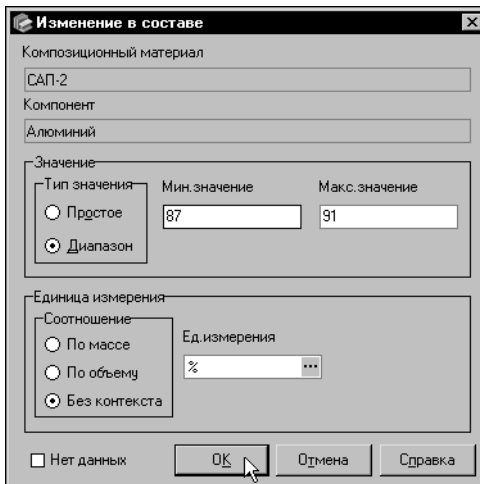 Изменение в составе
Композиционный материал
САП-2
Компонент
Алюминий
Значение
Тип значения
Мин.значение
Макс.значение
Простое
87
91
Диапазон
Единица измерения
Соотношение
По массе
Ед.измерения
По объему
%
...
Без контекста
Нет данных
OK
Отмена
Справка